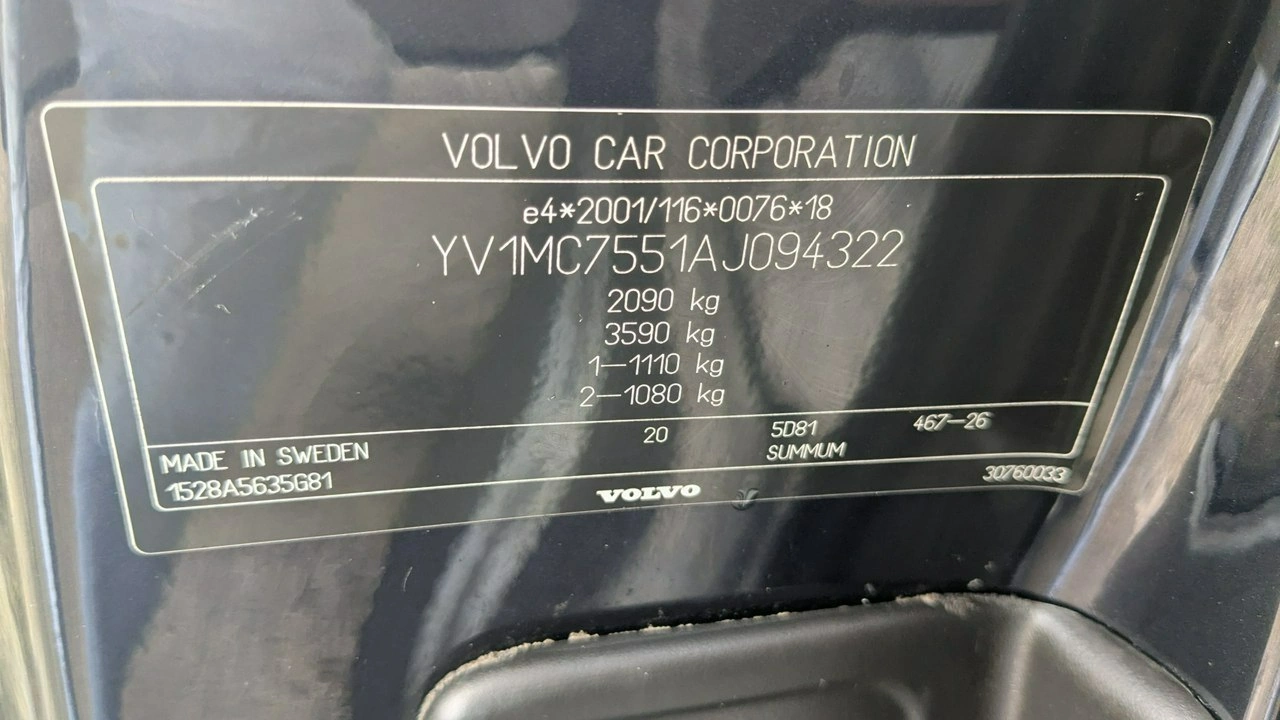 VOLVO CAR CORPORATION
e4*2001/116*0076*18
YV1MC7551AJ094322
2090 kg
3590 kg
1–1110 kg
2–1080 kg
MADE IN SWEDEN 20 5D81 467–26
1528A5635G81 SUMMUM 30760033
VOLVO